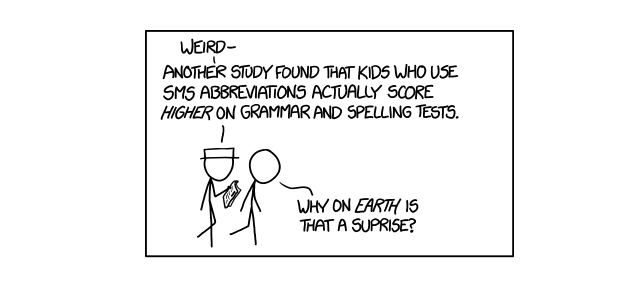 WEIRD—
ANOTHER STUDY FOUND THAT KIDS WHO USE
SMS ABBREVIATIONS ACTUALLY SCORE
HIGHER ON GRAMMAR AND SPELLING TESTS.
WHY ON EARTH IS
THAT A SUPRISE?